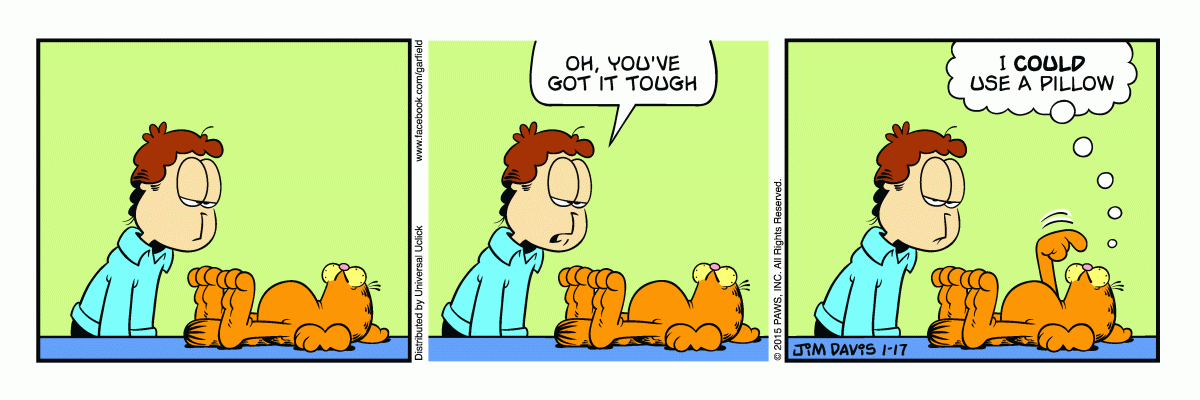 www.facebook.com/garfield
Distributed by Universal Uclick
OH, YOU'VE
GOT IT TOUGH
© 2015 PAWS, INC. All Rights Reserved.
I COULD
USE A PILLOW
JIM DAVIS 1-17